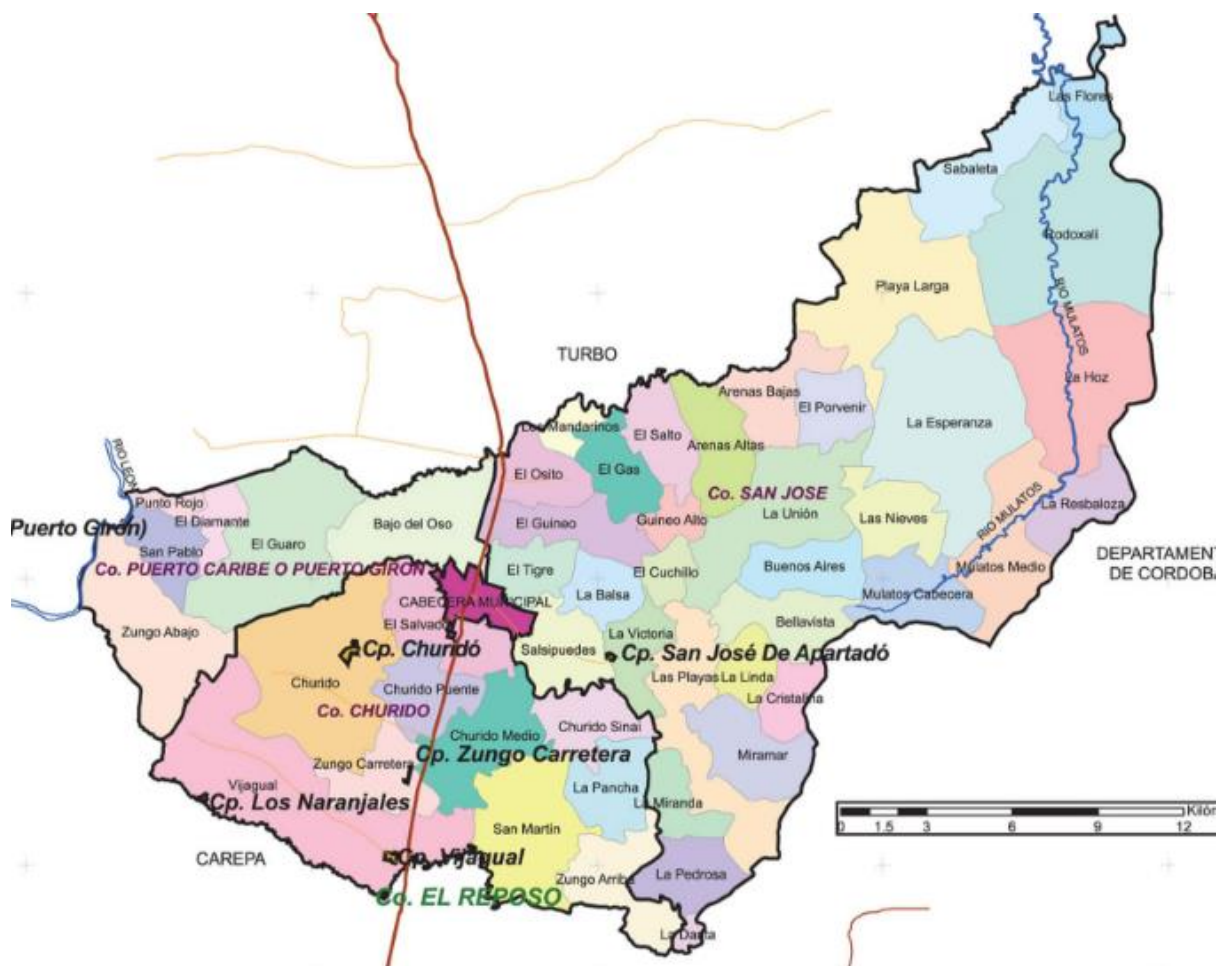 Las Flores
Sabaleta
Rodoxalí
Playa Larga
RIO MULATOS
TURBO
La Hoz
Arenas Bajas
El Porvenir
La Esperanza
Los Mandarinos
El Salto
Arenas Altas
El Gas
El Osito
RIO LEON
Co. SAN JOSE
La Unión
Las Nieves
RIO MULATOS
La Resbaloza
Punto Rojo
El Diamante
Bajo del Oso
El Guineo
Guineo Alto
Puerto Girón)
San Pablo
El Guaro
DEPARTAMENT
DE CORDOBA
Co. PUERTO CARIBE O PUERTO GIRON
El Tigre
El Cuchillo
Buenos Aires
Mulatos Medio
La Balsa
Mulatos Cabecera
CABECERA MUNICIPAL
El Salvador
Bellavista
Zungo Abajo
La Victoria
Cp. Churidó
Salsipuedes
Cp. San José De Apartadó
Las Playas
La Linda
Churido
Churido Puente
La Cristalina
Co. CHURIDO
Churido Sinai
Churido Medio
Miramar
Cp. Zungo Carretera
Zungo Carretera
Vijagual
La Pancha
Cp. Los Naranjales
La Miranda
Kilón
0 1.5 3 6 9 12
San Martin
CAREPA
Cp. Vijagual
Zungo Arriba
La Pedrosa
Co. EL REPOSO
La Danta